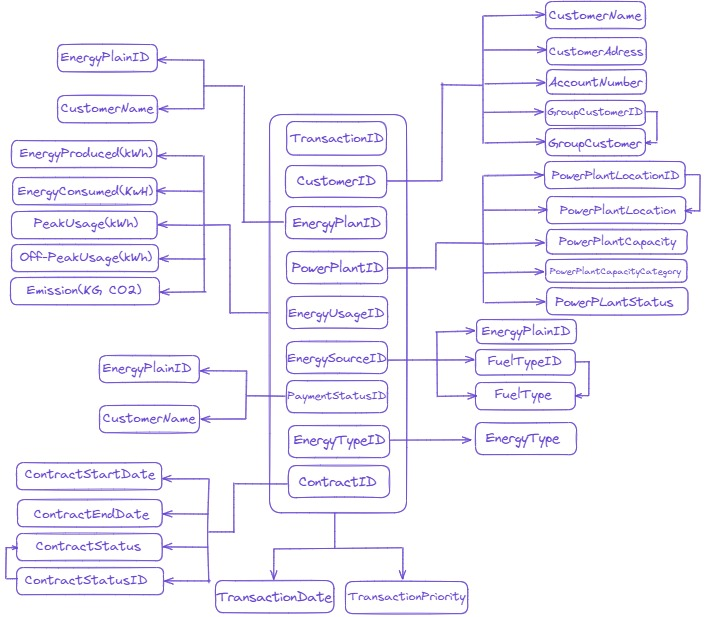 CustomerName
CustomerAdress
AccountNumber
GroupCustomerID
GroupCustomer
EnergyPlainID
CustomerName
EnergyProduced(kWh)
EnergyConsumed(KwH)
PeakUsage(kWh)
Off-PeakUsage(kWh)
Emission(KG CO2)
TransactionID
CustomerID
EnergyPlanID
PowerPlantID
EnergyUsageID
EnergySourceID
PaymentStatusID
EnergyTypeID
ContractID
PowerPlantLocationID
PowerPlantLocation
PowerPlantCapacity
PowerPlantCapacityCategory
PowerPLantStatus
EnergyPlainID
FuelTypeID
FuelType
EnergyType
EnergyPlainID
CustomerName
ContractStartDate
ContractEndDate
ContractStatus
ContractStatusID
TransactionDate
TransactionPriority